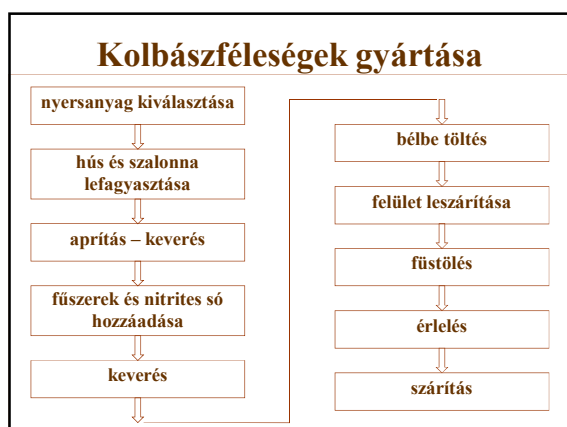 Kolbászféleségek gyártása
nyersanyag kiválasztása
hús és szalonna
lefagyasztása
aprítás – keverés
fűszerek és nitrites só
hozzáadása
keverés
bélbe töltés
felület leszárítása
füstölés
érlelés
szárítás